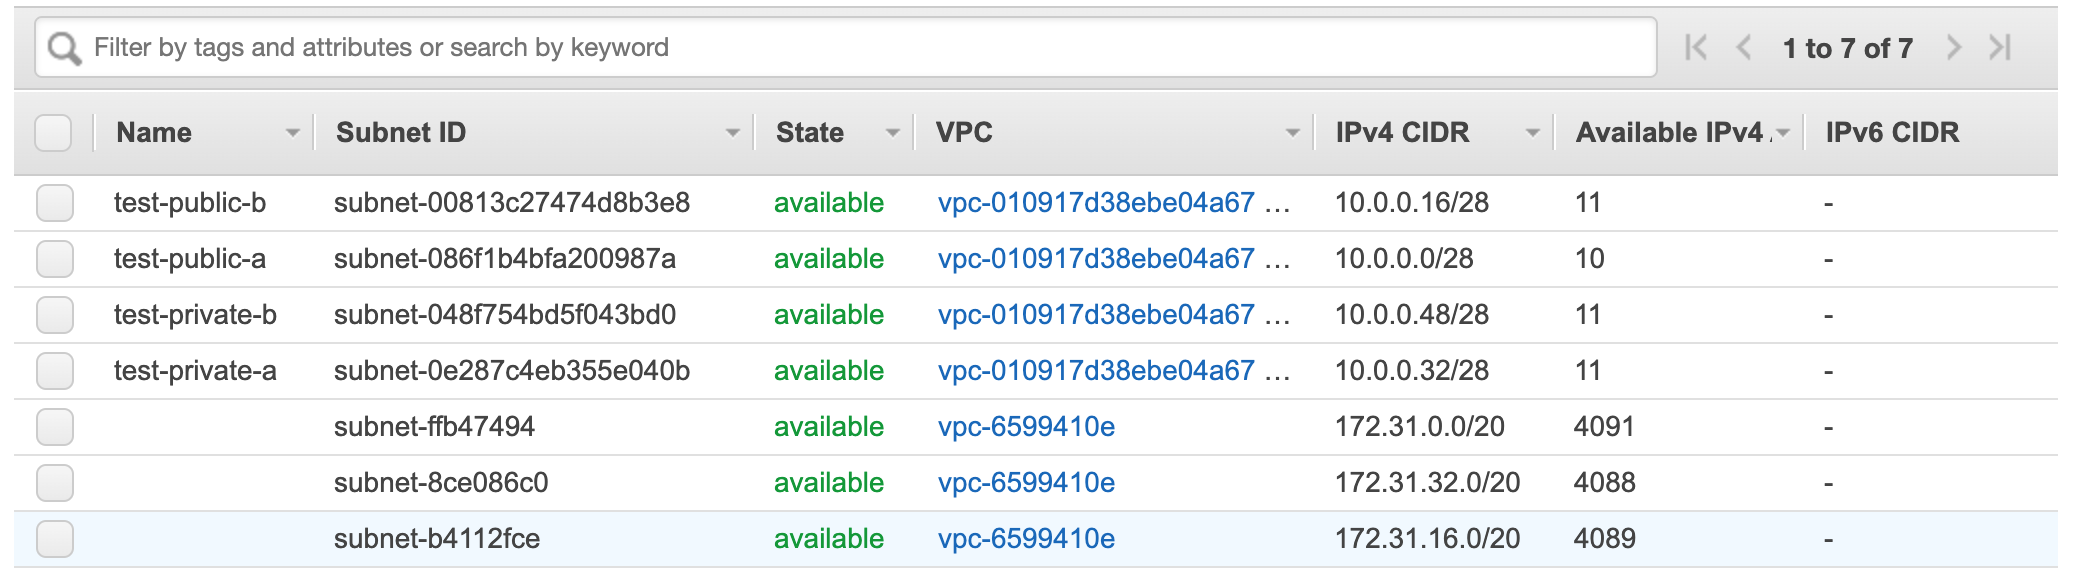 Filter by tags and attributes or search by keyword 1 to 7 of 7
Name Subnet ID State VPC IPv4 CIDR Available IPv4 IPv6 CIDR
test-public-b subnet-00813c27474d8b3e8 available vpc-010917d38ebe04a67 ... 10.0.0.16/28 11 -
test-public-a subnet-086f1b4bfa200987a available vpc-010917d38ebe04a67 ... 10.0.0.0/28 10 -
test-private-b subnet-048f754bd5f043bd0 available vpc-010917d38ebe04a67 ... 10.0.0.48/28 11 -
test-private-a subnet-0e287c4eb355e040b available vpc-010917d38ebe04a67 ... 10.0.0.32/28 11 -
subnet-ffb47494 available vpc-6599410e 172.31.0.0/20 4091 -
subnet-8ce086c0 available vpc-6599410e 172.31.32.0/20 4088 -
subnet-b4112fce available vpc-6599410e 172.31.16.0/20 4089 -